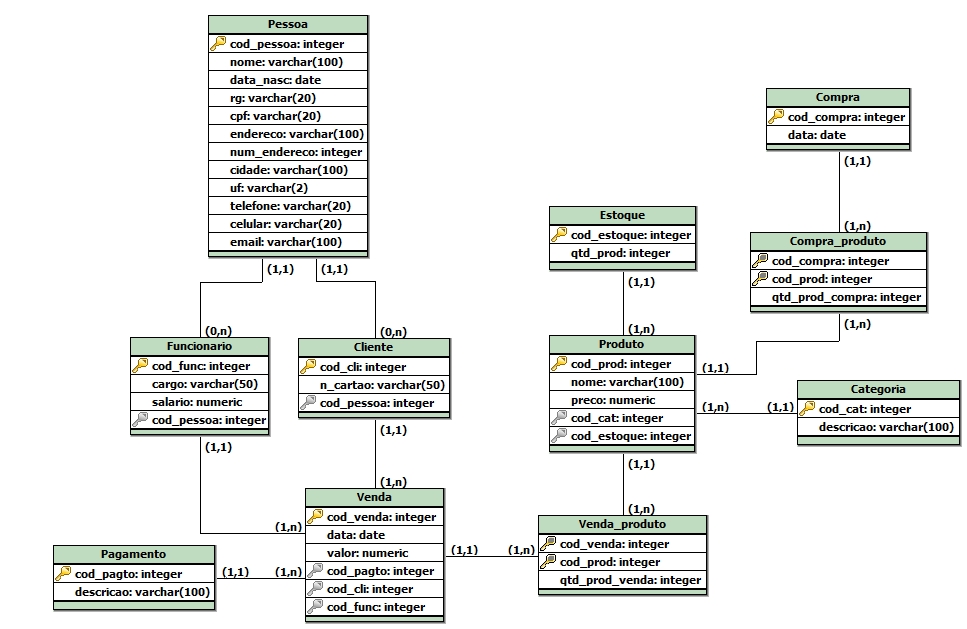 Pessoa
cod_pessoa: integer
nome: varchar(100)
data_nasc: date
rg: varchar(20)
cpf: varchar(20)
endereco: varchar(100)
num_endereco: integer
cidade: varchar(100)
uf: varchar(2)
telefone: varchar(20)
celular: varchar(20)
email: varchar(100)
(1,1)
(1,1)
Compra
cod_compra: integer
data: date
(1,1)
(1,n)
Compra_produto
cod_compra: integer
cod_prod: integer
qtd_prod_compra: integer
(1,n)
Estoque
cod_estoque: integer
qtd_prod: integer
(1,1)
(1,n)
Produto
cod_prod: integer
nome: varchar(100)
preco: numeric
cod_cat: integer
cod_estoque: integer
(1,1)
(1,n)
(1,1)
Categoria
cod_cat: integer
descricao: varchar(100)
(0,n)
Funcionario
cod_func: integer
cargo: varchar(50)
salario: numeric
cod_pessoa: integer
(1,1)
(0,n)
Cliente
cod_cli: integer
n_cartao: varchar(50)
cod_pessoa: integer
(1,1)
(1,n)
(1,n)
Venda
cod_venda: integer
data: date
valor: numeric
cod_pagto: integer
cod_cli: integer
cod_func: integer
Pagamento
cod_pagto: integer
descricao: varchar(100)
(1,1)
(1,n)
(1,1)
(1,n)
(1,1)
(1,n)
Venda_produto
cod_venda: integer
cod_prod: integer
qtd_prod_venda: integer